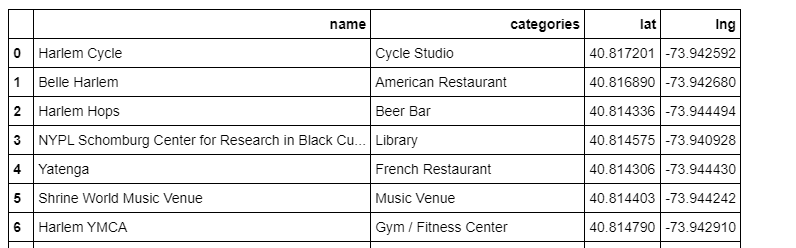 name categories lat lng
0 Harlem Cycle Cycle Studio 40.817201 -73.942592
1 Belle Harlem American Restaurant 40.816890 -73.942680
2 Harlem Hops Beer Bar 40.814336 -73.944494
3 NYPL Schomburg Center for Research in Black Cu... Library 40.814575 -73.940928
4 Yatenga French Restaurant 40.814306 -73.944430
5 Shrine World Music Venue Music Venue 40.814403 -73.944242
6 Harlem YMCA Gym / Fitness Center 40.814790 -73.942910